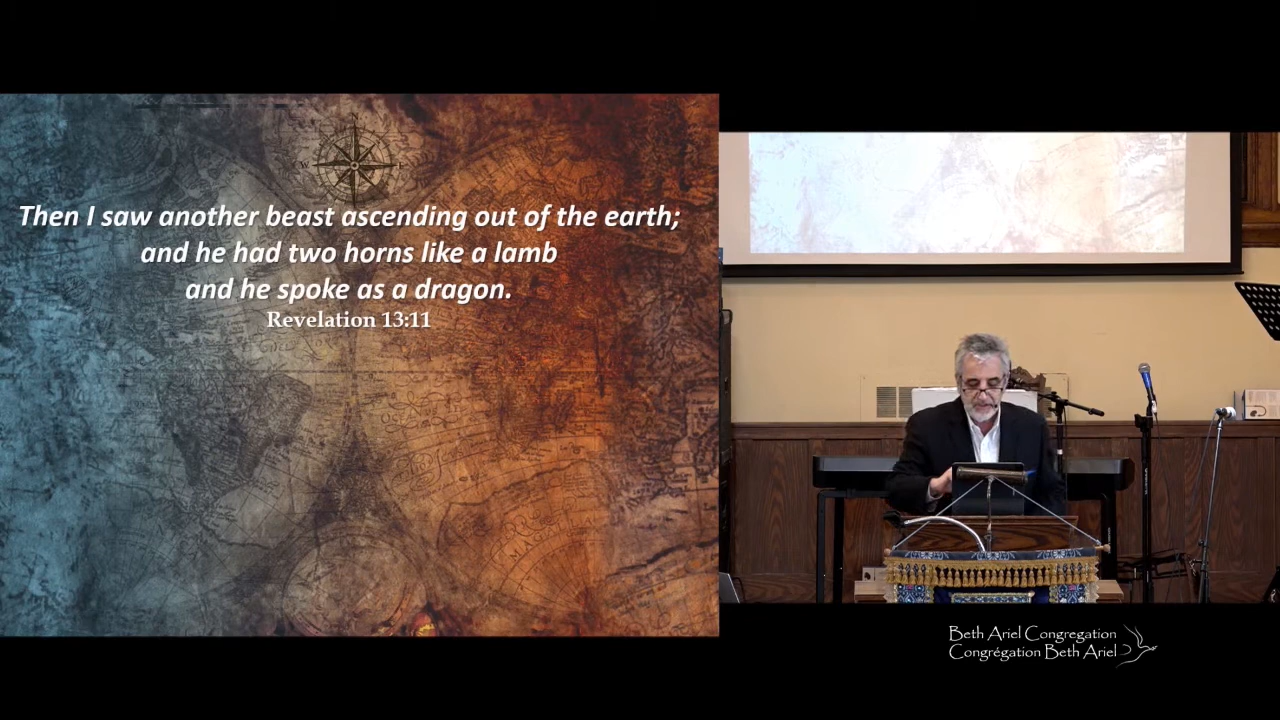 Then I saw another beast ascending out of the earth;
and he had two horns like a lamb
and he spoke as a dragon.
Revelation 13:11
Beth Ariel Congregation
Congrégation Beth Ariel